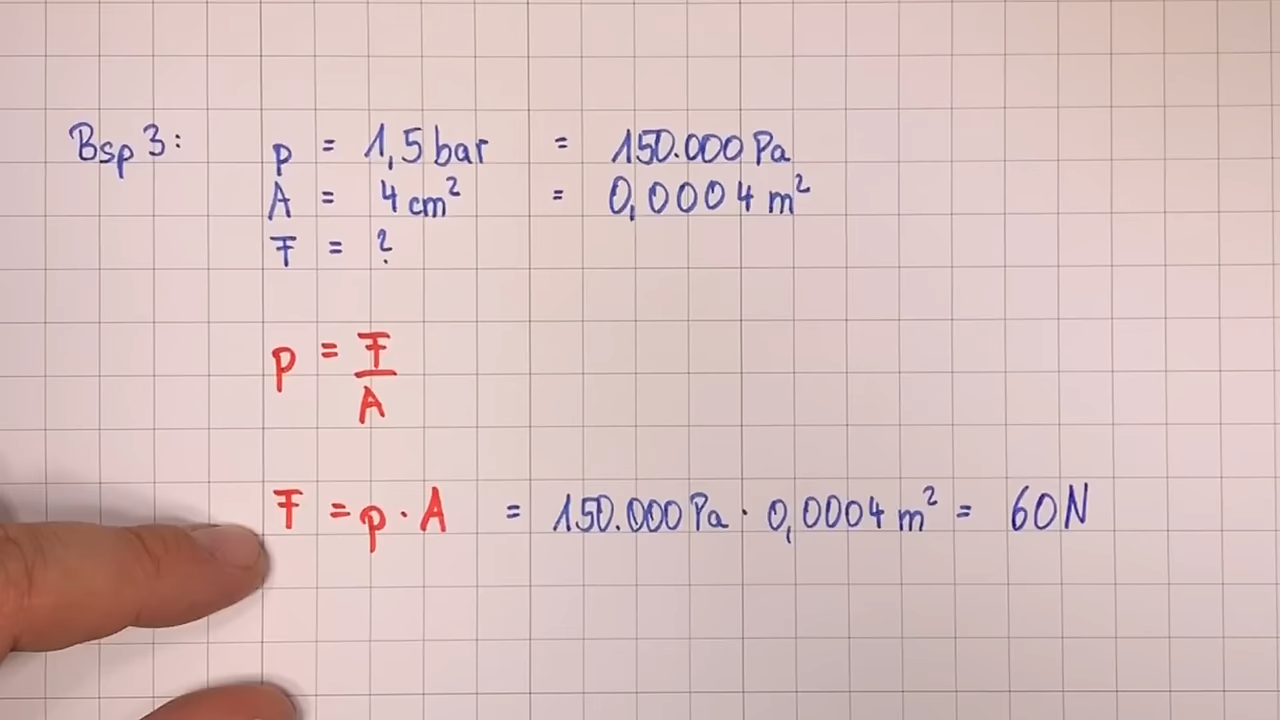 Bsp 3: p = 1,5 bar = 150.000 Pa
A = 4 cm² = 0,0004 m²
F = ?
p = F/A
F = p · A = 150.000 Pa · 0,0004 m² = 60 N